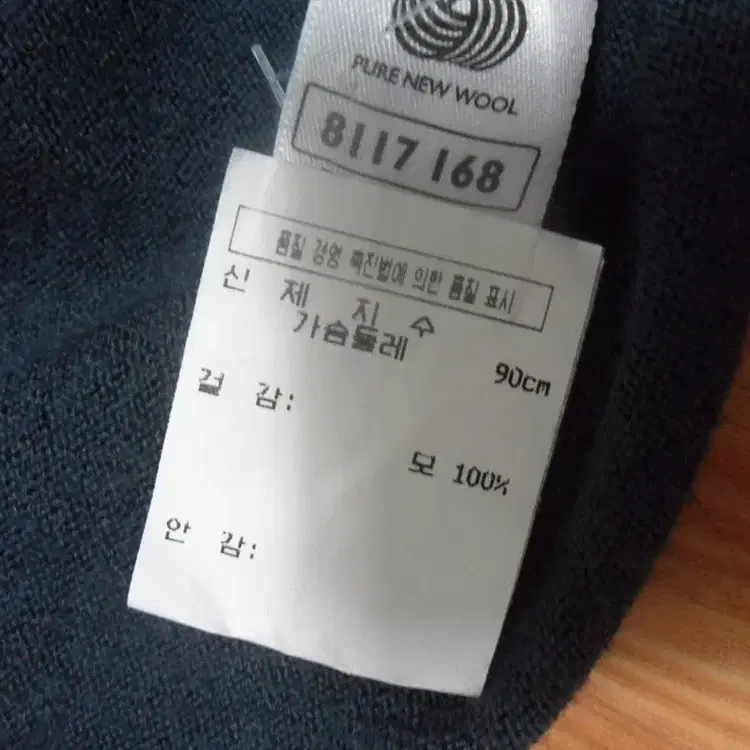 PURE NEW WOOL
8117 168
품질 경영 촉진법에 의한 품질 표시
신 체 치 수
가슴둘레
90cm
겉 감:
모 100%
안 감: